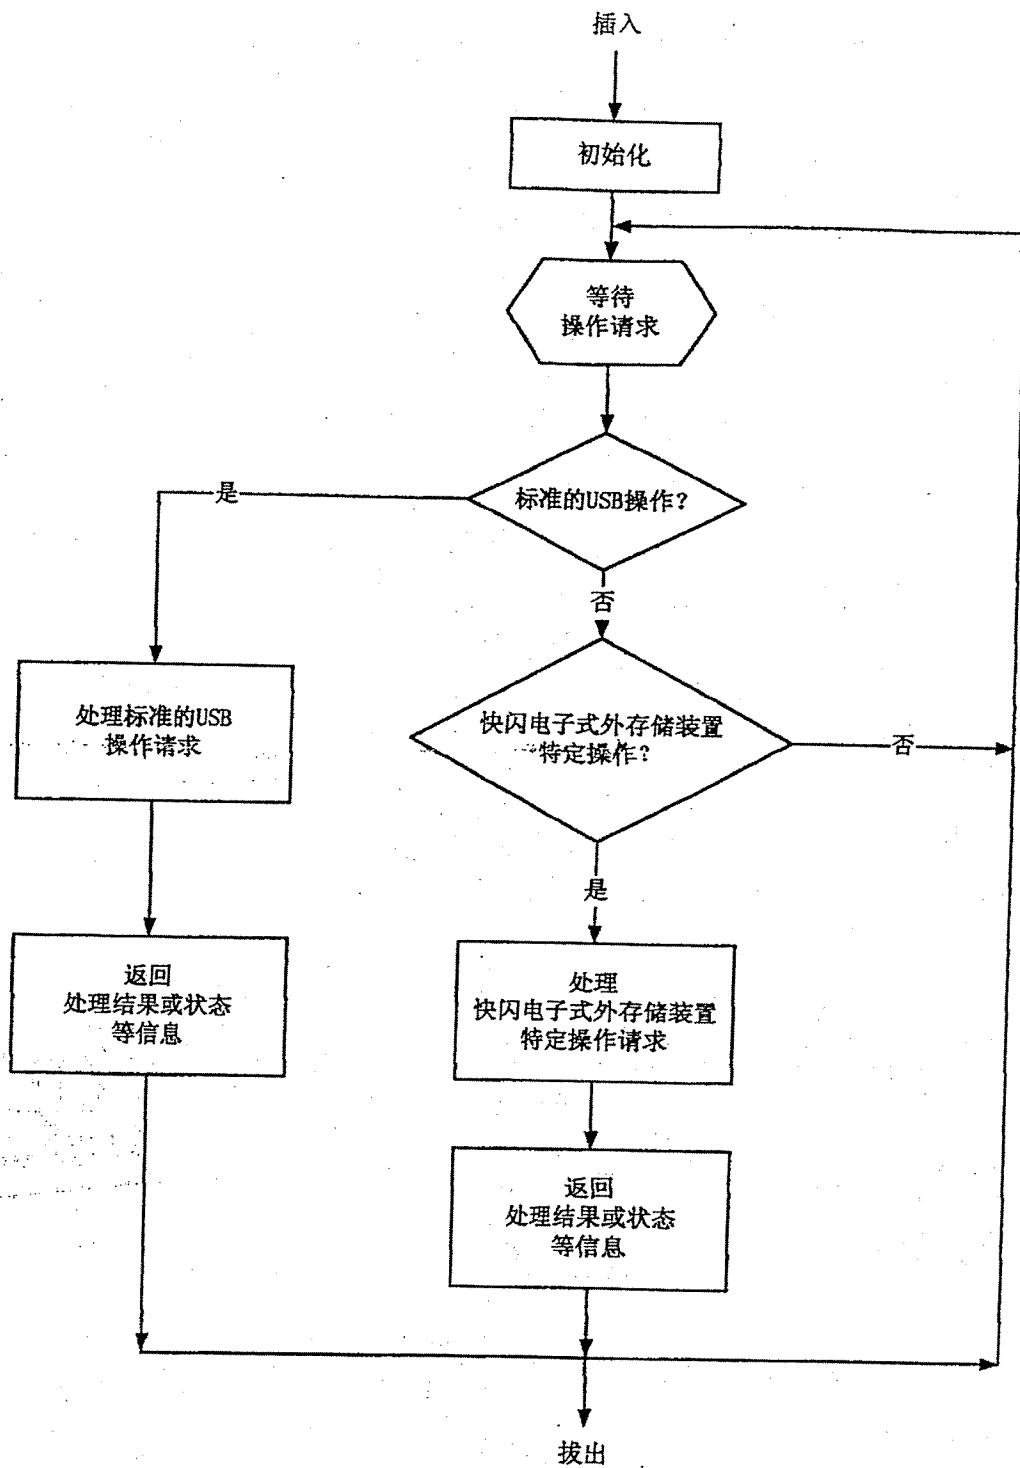 插入
初始化
等待
操作请求
标准的USB操作？
是
否
处理标准的USB
操作请求
快闪电子式外存储装置
特定操作？
否
是
返回
处理结果或状态
等信息
处理
快闪电子式外存储装置
特定操作请求
返回
处理结果或状态
等信息
拔出